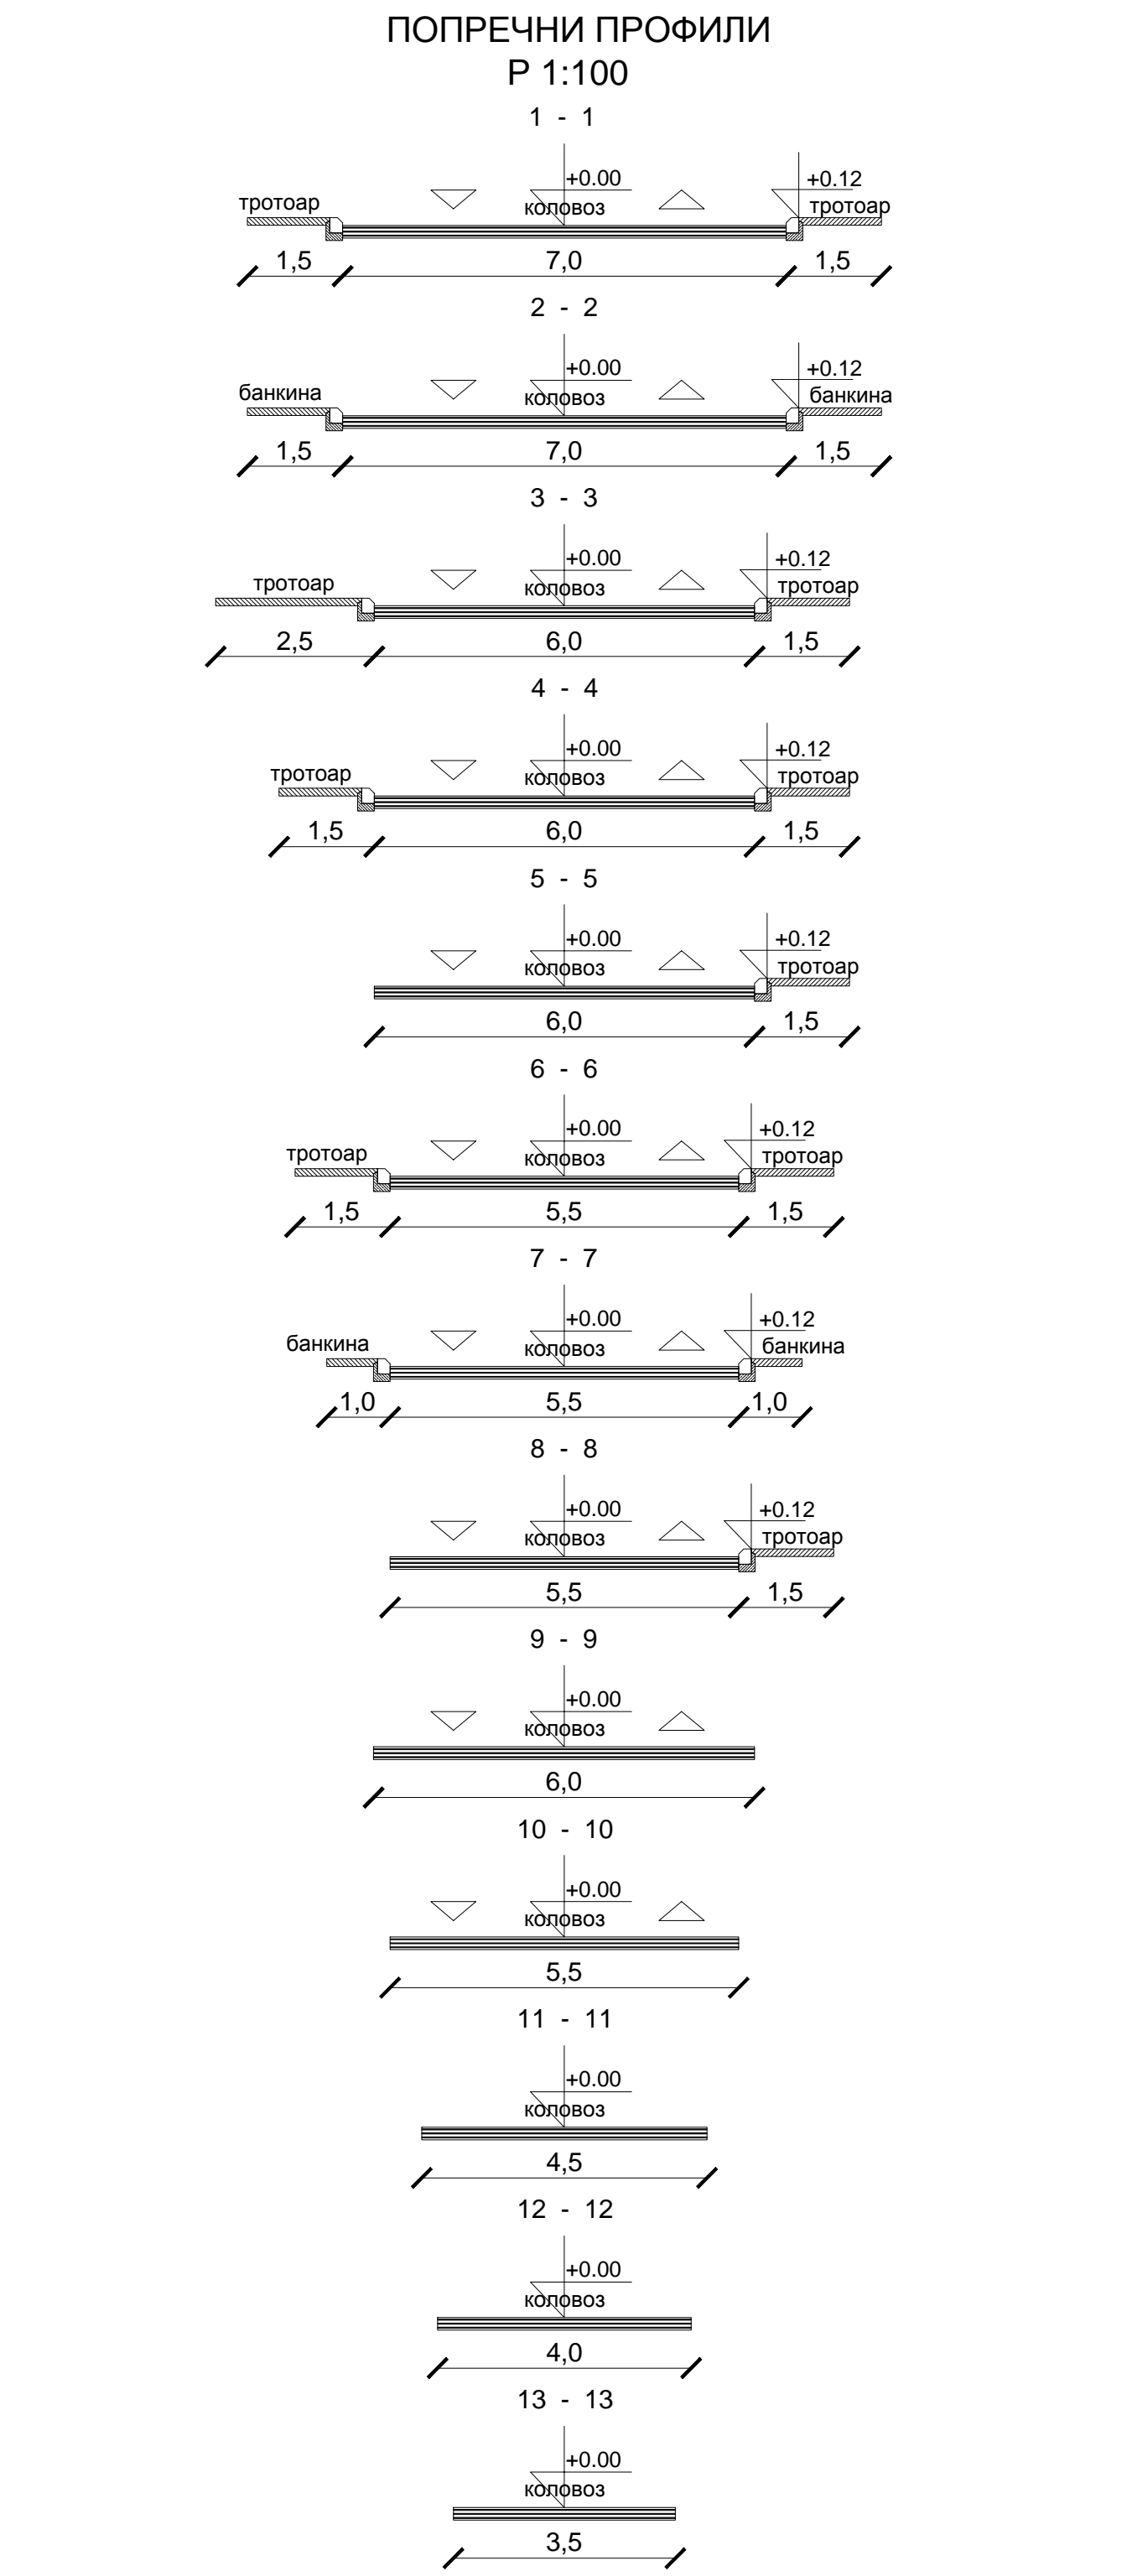 ПОПРЕЧНИ ПРОФИЛИ
Р 1:100
1 - 1
+0.00 +0.12
тротоар коловоз тротоар
1,5 7,0 1,5
2 - 2
+0.00 +0.12
банкина коловоз банкина
1,5 7,0 1,5
3 - 3
+0.00 +0.12
тротоар коловоз тротоар
2,5 6,0 1,5
4 - 4
+0.00 +0.12
тротоар коловоз тротоар
1,5 6,0 1,5
5 - 5
+0.00 +0.12
коловоз тротоар
6,0 1,5
6 - 6
+0.00 +0.12
тротоар коловоз тротоар
1,5 5,5 1,5
7 - 7
+0.00 +0.12
банкина коловоз банкина
1,0 5,5 1,0
8 - 8
+0.00 +0.12
коловоз тротоар
5,5 1,5
9 - 9
+0.00
коловоз
6,0
10 - 10
+0.00
коловоз
5,5
11 - 11
+0.00
коловоз
4,5
12 - 12
+0.00
коловоз
4,0
13 - 13
+0.00
коловоз
3,5